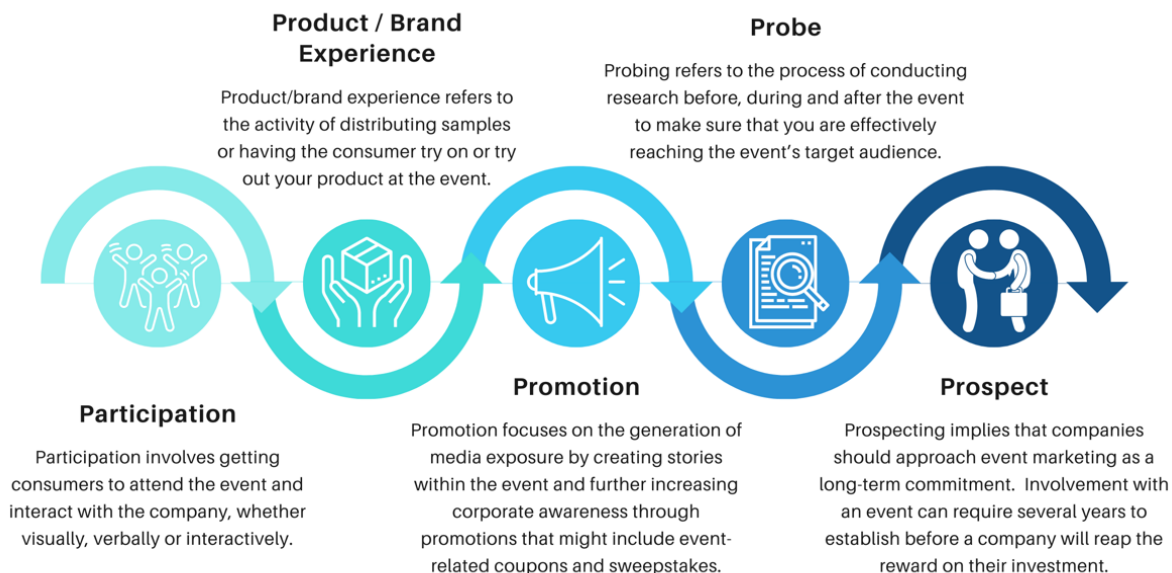 Product / Brand
Experience
Product/brand experience refers to
the activity of distributing samples
or having the consumer try on or try
out your product at the event.
Probe
Probing refers to the process of conducting
research before, during and after the event
to make sure that you are effectively
reaching the event's target audience.
Participation
Participation involves getting
consumers to attend the event and
interact with the company, whether
visually, verbally or interactively.
Promotion
Promotion focuses on the generation of
media exposure by creating stories
within the event and further increasing
corporate awareness through
promotions that might include event-
related coupons and sweepstakes.
Prospect
Prospecting implies that companies
should approach event marketing as a
long-term commitment.  Involvement with
an event can require several years to
establish before a company will reap the
reward on their investment.